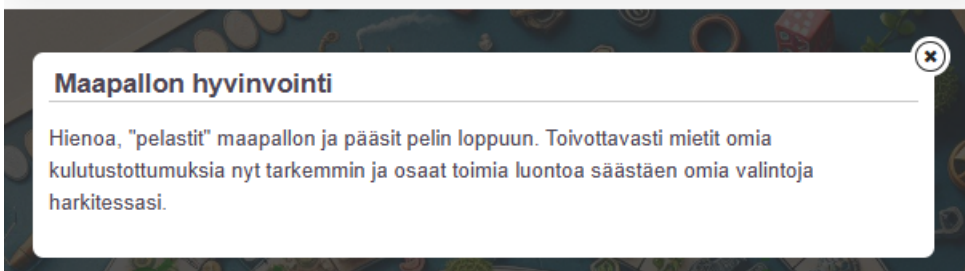 Maapallon hyvinvointi
Hienoa, "pelastit" maapallon ja pääsit pelin loppuun. Toivottavasti mietit omia
kulutustottumuksia nyt tarkemmin ja osaat toimia luontoa säästäen omia valintoja
harkitessasi.